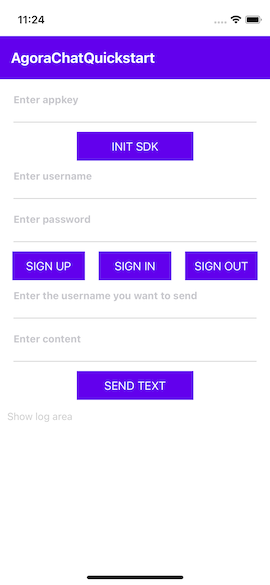 11:24
AgoraChatQuickstart
Enter appkey
INIT SDK
Enter username
Enter password
SIGN UP SIGN IN SIGN OUT
Enter the username you want to send
Enter content
SEND TEXT
Show log area